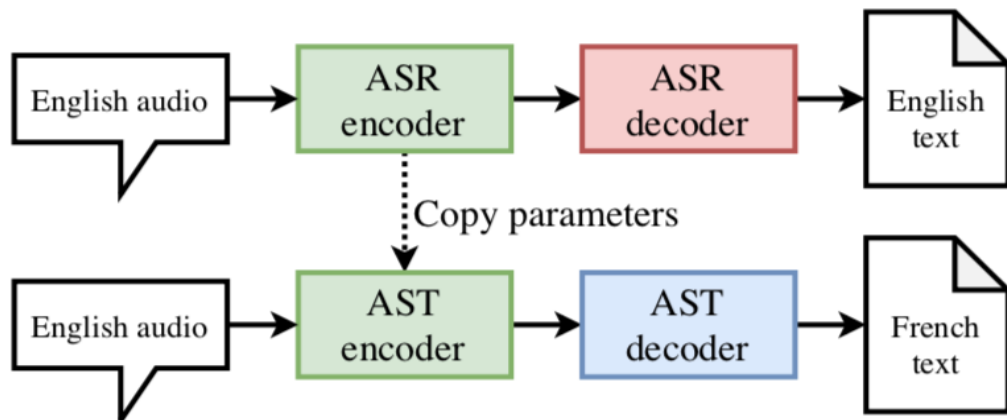 English audio
ASR
encoder
ASR
decoder
English
text
Copy parameters
English audio
AST
encoder
AST
decoder
French
text